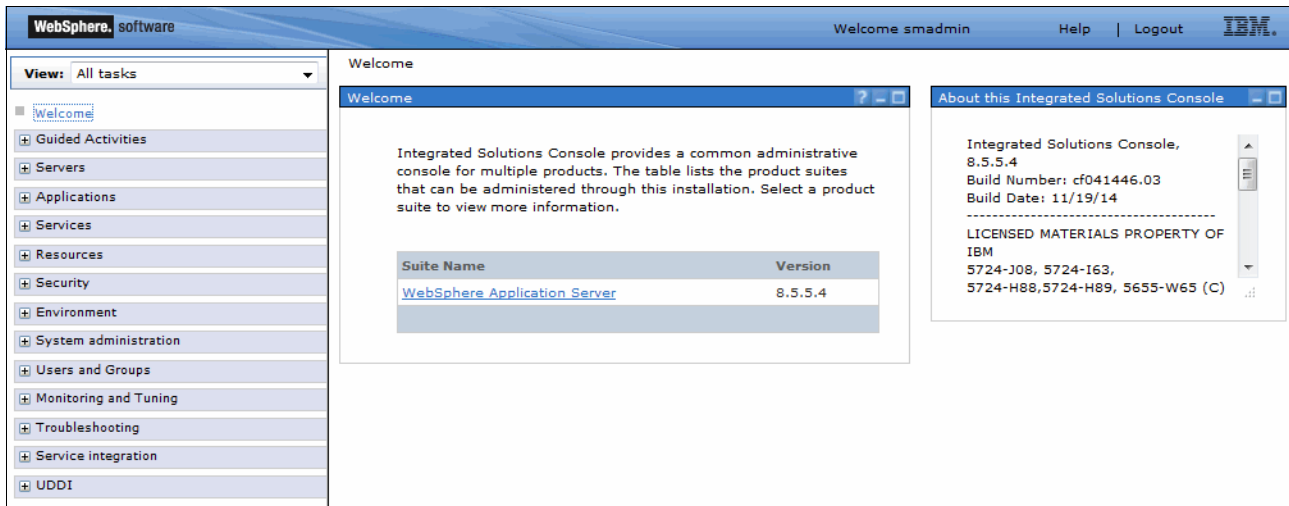 WebSphere. software
Welcome smadmin Help | Logout IBM.
View: All tasks
Welcome
Guided Activities
Servers
Applications
Services
Resources
Security
Environment
System administration
Users and Groups
Monitoring and Tuning
Troubleshooting
Service integration
UDDI
Welcome
Welcome ?
Integrated Solutions Console provides a common administrative
console for multiple products. The table lists the product suites
that can be administered through this installation. Select a product
suite to view more information.
Suite Name Version
WebSphere Application Server 8.5.5.4
About this Integrated Solutions Console
Integrated Solutions Console,
8.5.5.4
Build Number: cf041446.03
Build Date: 11/19/14
--------------------------------------
LICENSED MATERIALS PROPERTY OF
IBM
5724-J08, 5724-I63,
5724-H88,5724-H89, 5655-W65 (C)